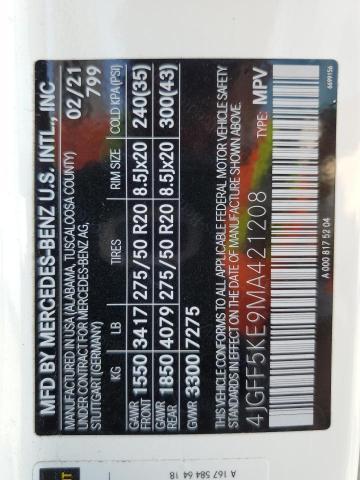 MFD BY MERCEDES-BENZ U.S. INTL., INC
MANUFACTURED IN USA (ALABAMA, TUSCALOOSA COUNTY) 02/21
UNDER CONTRACT FOR MERCEDES-BENZ AG, 799
STUTTGART (GERMANY)
KG LB TIRES RIM SIZE COLD KPA (PSI)
GAWR FRONT 1550 3417 275/50 R20 8.5Jx20 240(35)
GAWR REAR 1850 4079 275/50 R20 8.5Jx20 300(43)
GVWR 3300 7275
THIS VEHICLE CONFORMS TO ALL APPLICABLE FEDERAL MOTOR VEHICLE SAFETY
STANDARDS IN EFFECT ON THE DATE OF MANUFACTURE SHOWN ABOVE.
4JGFF5KE9MA421208 TYPE: MPV
A 000 817 52 04
6699156
A 167 584 64 18